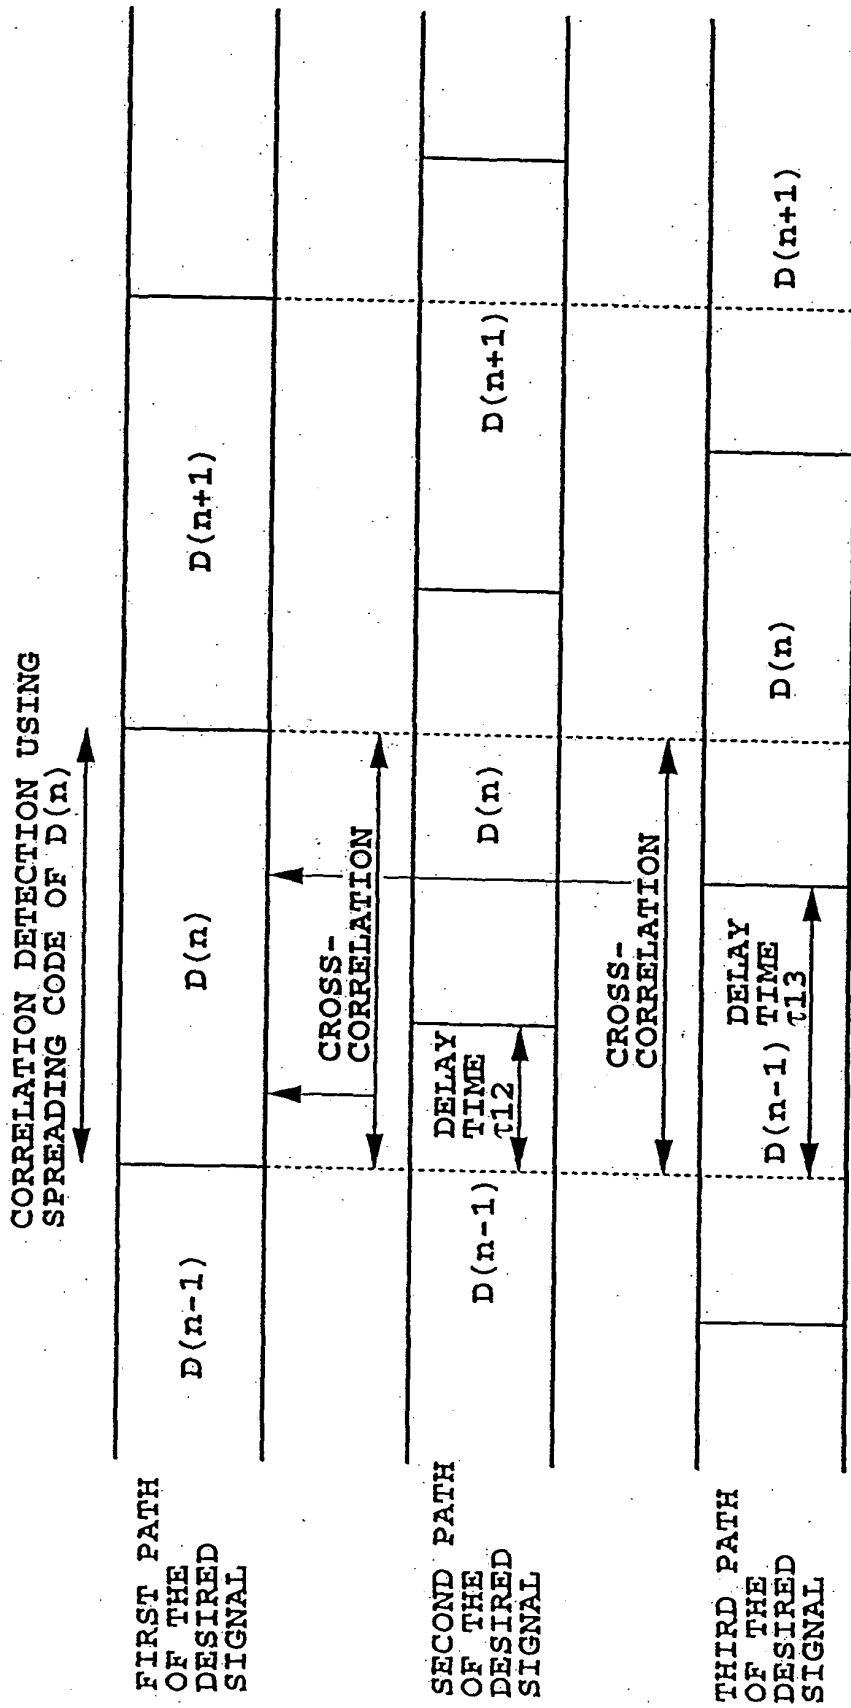 CORRELATION DETECTION USING
SPREADING CODE OF D(n)
FIRST PATH
OF THE
DESIRED
SIGNAL
D(n-1)
D(n)
D(n+1)
CROSS-
CORRELATION
SECOND PATH
OF THE
DESIRED
SIGNAL
D(n-1)
DELAY
TIME
τ12
D(n)
D(n+1)
CROSS-
CORRELATION
THIRD PATH
OF THE
DESIRED
SIGNAL
D(n-1)
DELAY
TIME
τ13
D(n)
D(n+1)